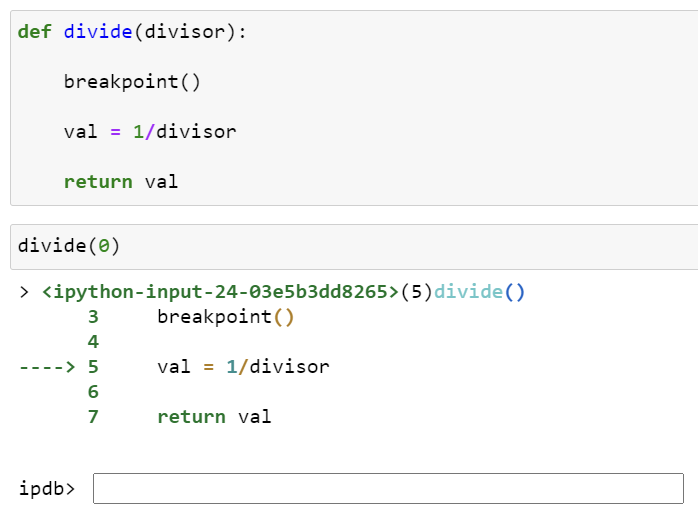 def divide(divisor):
    breakpoint()
    val = 1/divisor
    return val
divide(0)
> <ipython-input-24-03e5b3dd8265>(5)divide()
      3     breakpoint()
      4
----> 5     val = 1/divisor
      6
      7     return val
ipdb>